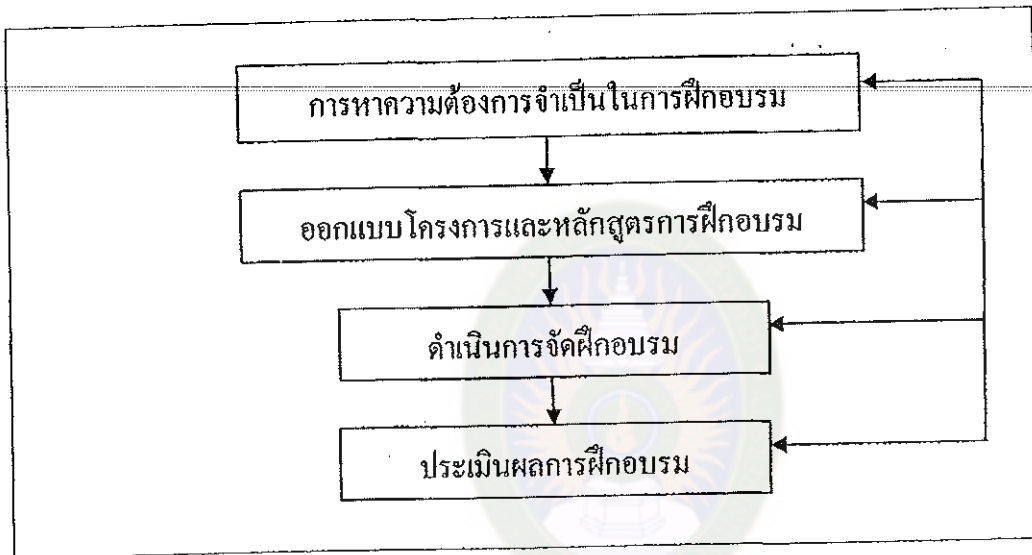 การหาความต้องการจำเป็นในการฝึกอบรม
ออกแบบโครงการและหลักสูตรการฝึกอบรม
ดำเนินการจัดฝึกอบรม
ประเมินผลการฝึกอบรม